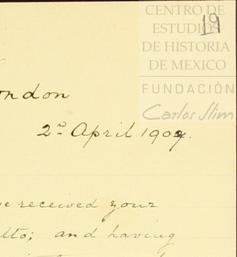 CENTRO DE
ESTUDIOS
DE HISTORIA
DE MEXICO
FUNDACIÓN
Carlos Slim
19
ondon
2nd April 1909.
e received your
tto; and having